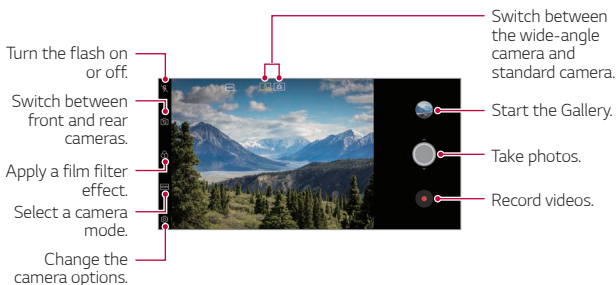 Turn the flash on
or off.
Switch between
front and rear
cameras.
Apply a film filter
effect.
Select a camera
mode.
Change the
camera options.
Switch between
the wide-angle
camera and
standard camera.
Start the Gallery.
Take photos.
Record videos.